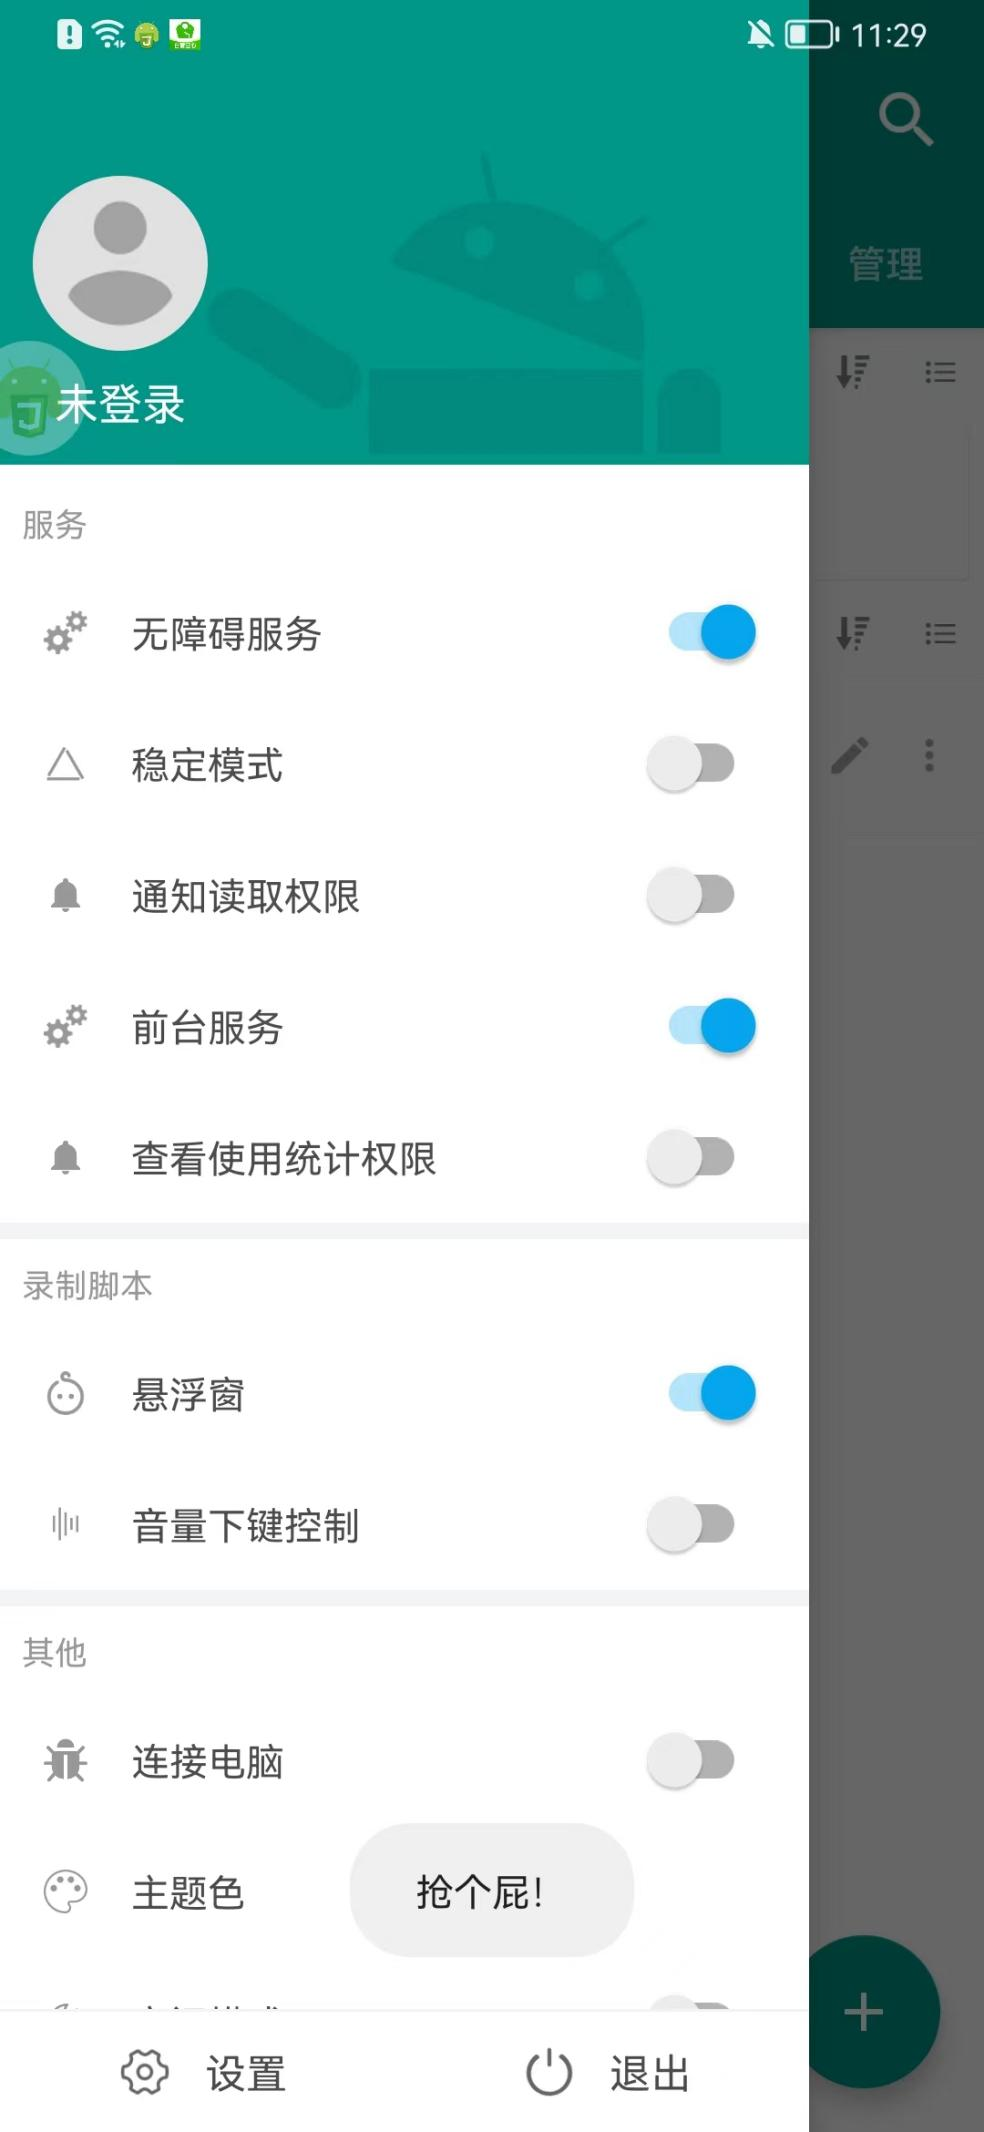 11:29
管理
未登录
服务
无障碍服务
稳定模式
通知读取权限
前台服务
查看使用统计权限
录制脚本
悬浮窗
音量下键控制
其他
连接电脑
主题色
抢个屁!
设置
退出